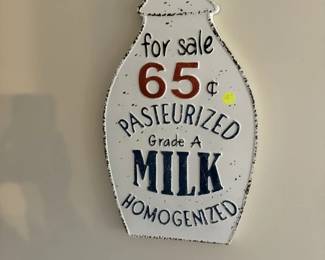 for sale
65¢
PASTEURIZED
Grade A
MILK
HOMOGENIZED